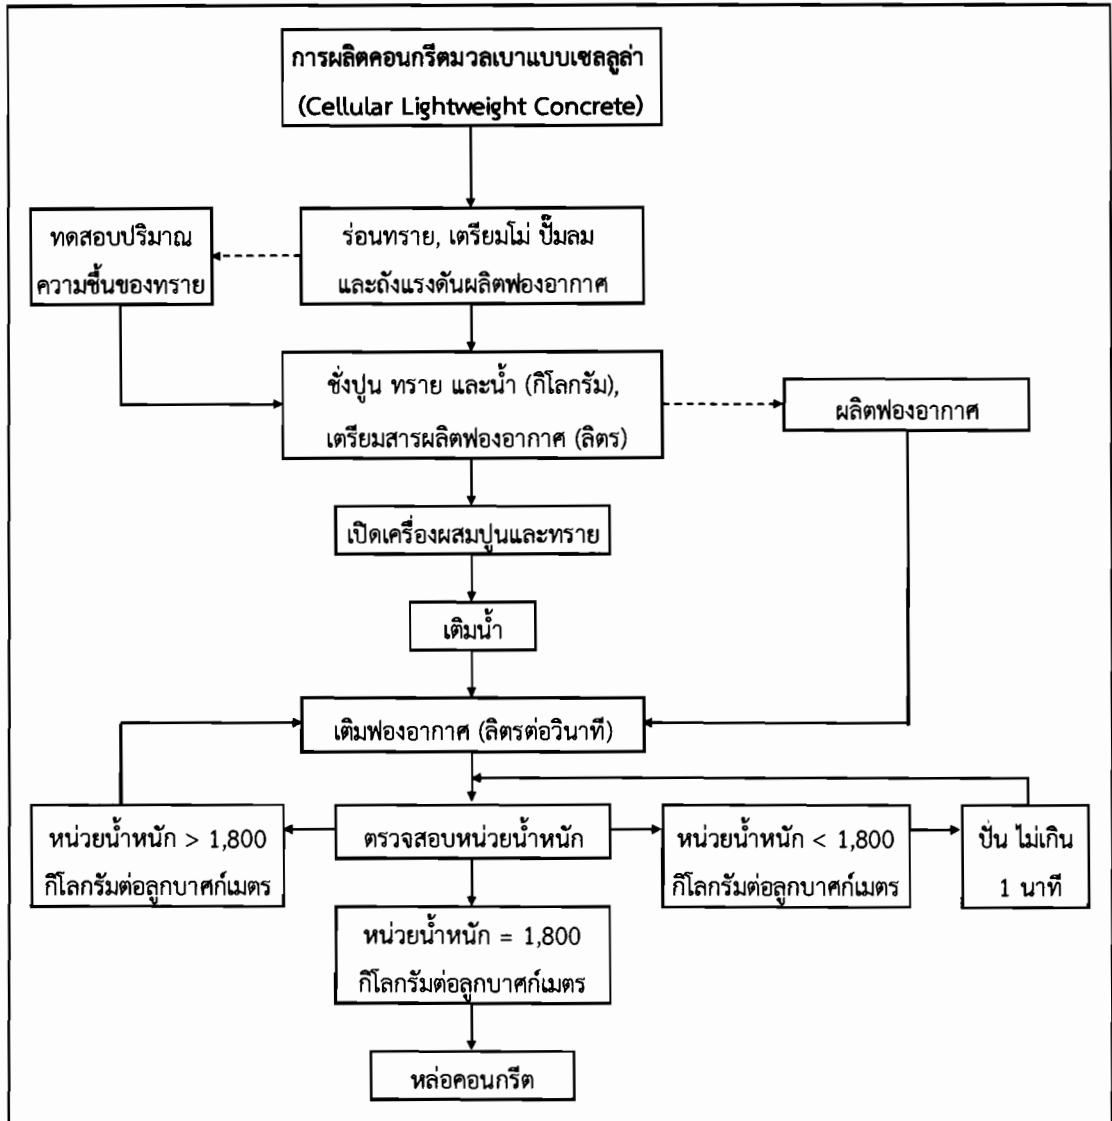 การผลิตคอนกรีตมวลเบาแบบเซลลูล่า
(Cellular Lightweight Concrete)
ทดสอบปริมาณ
ความชื้นของทราย
ร่อนทราย, เตรียมโม่ ปั๊มลม
และถังแรงดันผลิตฟองอากาศ
ชั่งปูน ทราย และน้ำ (กิโลกรัม),
เตรียมสารผลิตฟองอากาศ (ลิตร)
ผลิตฟองอากาศ
เปิดเครื่องผสมปูนและทราย
เติมน้ำ
เติมฟองอากาศ (ลิตรต่อวินาที)
หน่วยน้ำหนัก > 1,800
กิโลกรัมต่อลูกบาศก์เมตร
ตรวจสอบหน่วยน้ำหนัก
หน่วยน้ำหนัก < 1,800
กิโลกรัมต่อลูกบาศก์เมตร
ปั่น ไม่เกิน
1 นาที
หน่วยน้ำหนัก = 1,800
กิโลกรัมต่อลูกบาศก์เมตร
หล่อคอนกรีต